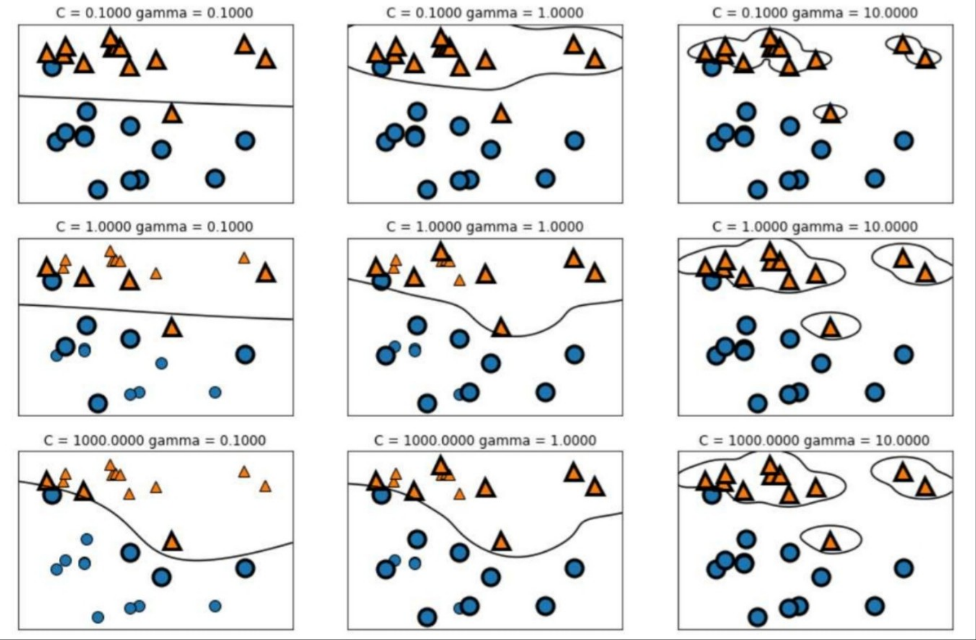 C = 0.1000 gamma = 0.1000
C = 0.1000 gamma = 1.0000
C = 0.1000 gamma = 10.0000
C = 1.0000 gamma = 0.1000
C = 1.0000 gamma = 1.0000
C = 1.0000 gamma = 10.0000
C = 1000.0000 gamma = 0.1000
C = 1000.0000 gamma = 1.0000
C = 1000.0000 gamma = 10.0000